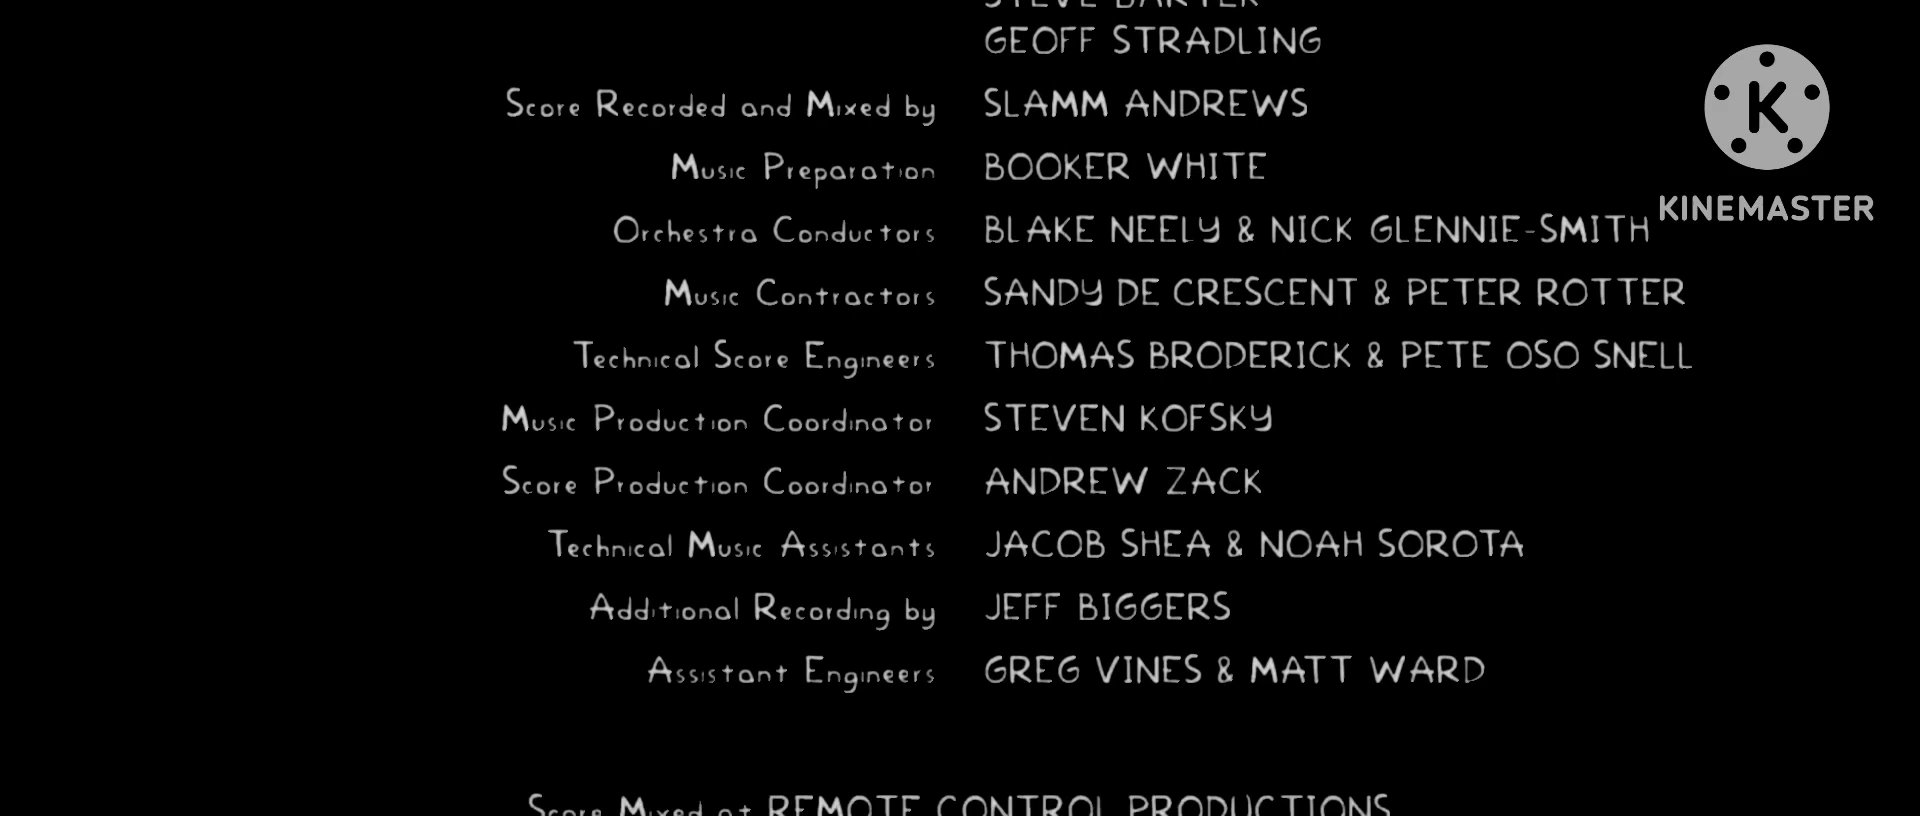 STEVE BARTEK
GEOFF STRADLING
Score Recorded and Mixed by SLAMM ANDREWS
Music Preparation BOOKER WHITE
Orchestra Conductors BLAKE NEELY & NICK GLENNIE-SMITH
Music Contractors SANDY DE CRESCENT & PETER ROTTER
Technical Score Engineers THOMAS BRODERICK & PETE OSO SNELL
Music Production Coordinator STEVEN KOFSKY
Score Production Coordinator ANDREW ZACK
Technical Music Assistants JACOB SHEA & NOAH SOROTA
Additional Recording by JEFF BIGGERS
Assistant Engineers GREG VINES & MATT WARD
Score Mixed at REMOTE CONTROL PRODUCTIONS
K
KINEMASTER